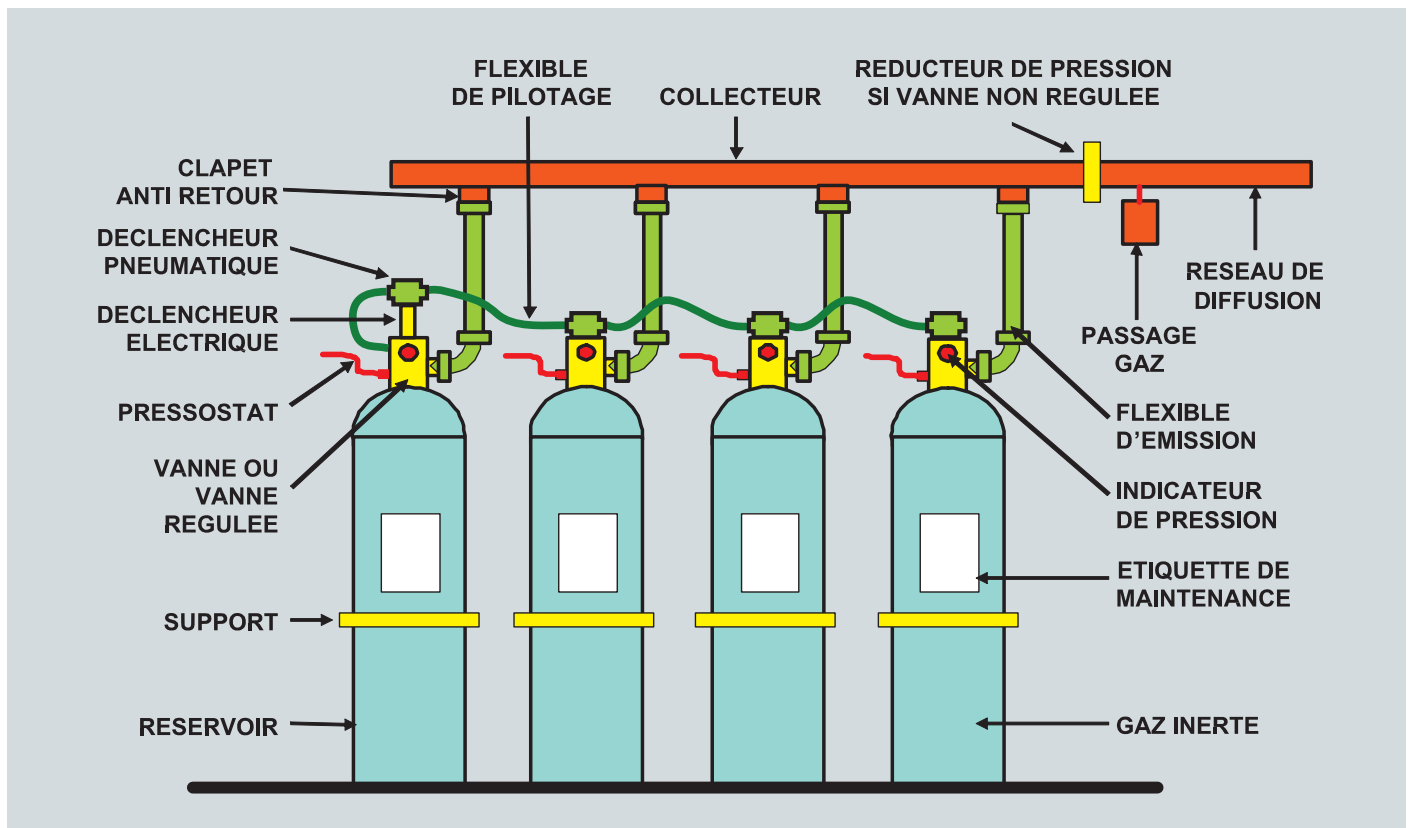 FLEXIBLE
DE PILOTAGE
COLLECTEUR
REDUCTEUR DE PRESSION
SI VANNE NON REGULEE
CLAPET
ANTI RETOUR
DECLENCHEUR
PNEUMATIQUE
DECLENCHEUR
ELECTRIQUE
PRESSOSTAT
VANNE OU
VANNE
REGULEE
SUPPORT
RESERVOIR
RESEAU DE
DIFFUSION
PASSAGE
GAZ
FLEXIBLE
D'EMISSION
INDICATEUR
DE PRESSION
ETIQUETTE DE
MAINTENANCE
GAZ INERTE